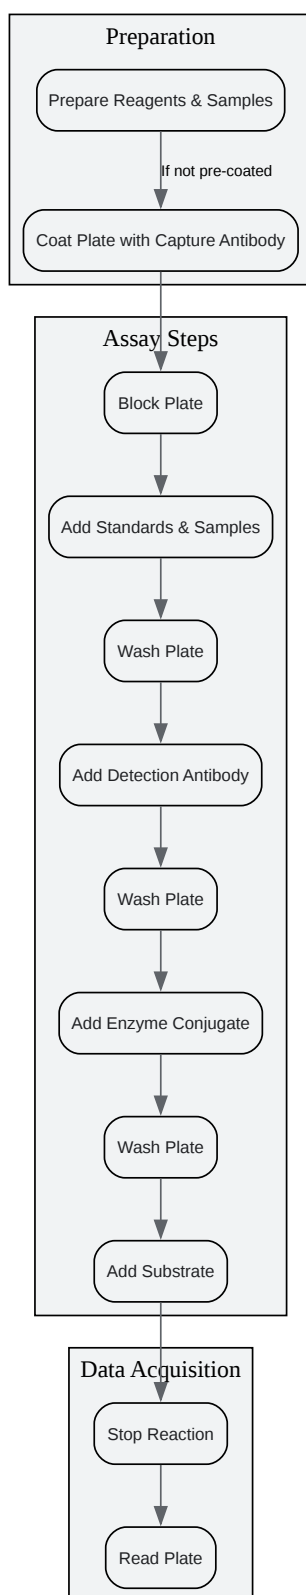 Preparation
Prepare Reagents & Samples
If not pre-coated
Coat Plate with Capture Antibody
Assay Steps
Block Plate
Add Standards & Samples
Wash Plate
Add Detection Antibody
Wash Plate
Add Enzyme Conjugate
Wash Plate
Add Substrate
Data Acquisition
Stop Reaction
Read Plate